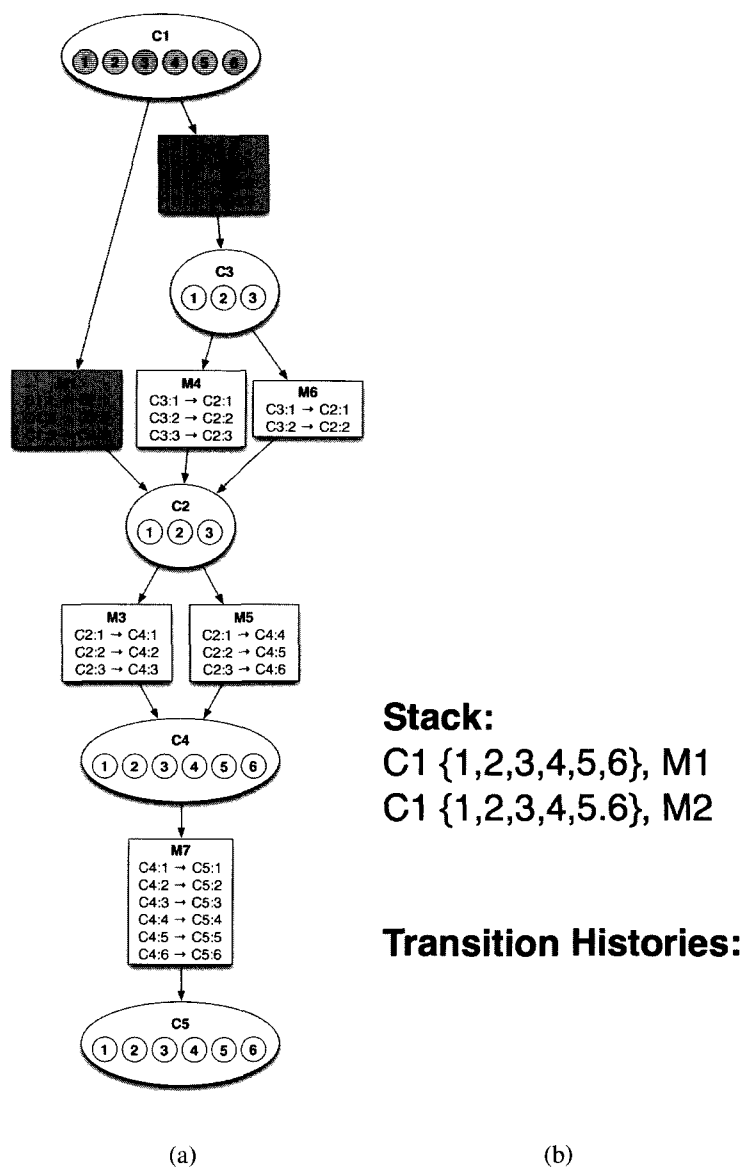 C1
1 2 3 4 5 6
C3
1 2 3
M4
C3:1 → C2:1
C3:2 → C2:2
C3:3 → C2:3
M6
C3:1 → C2:1
C3:2 → C2:2
C2
1 2 3
M3
C2:1 → C4:1
C2:2 → C4:2
C2:3 → C4:3
M5
C2:1 → C4:4
C2:2 → C4:5
C2:3 → C4:6
C4
1 2 3 4 5 6
M7
C4:1 → C5:1
C4:2 → C5:2
C4:3 → C5:3
C4:4 → C5:4
C4:5 → C5:5
C4:6 → C5:6
C5
1 2 3 4 5 6
(a)
Stack:
C1 {1,2,3,4,5,6}, M1
C1 {1,2,3,4,5.6}, M2
Transition Histories:
(b)